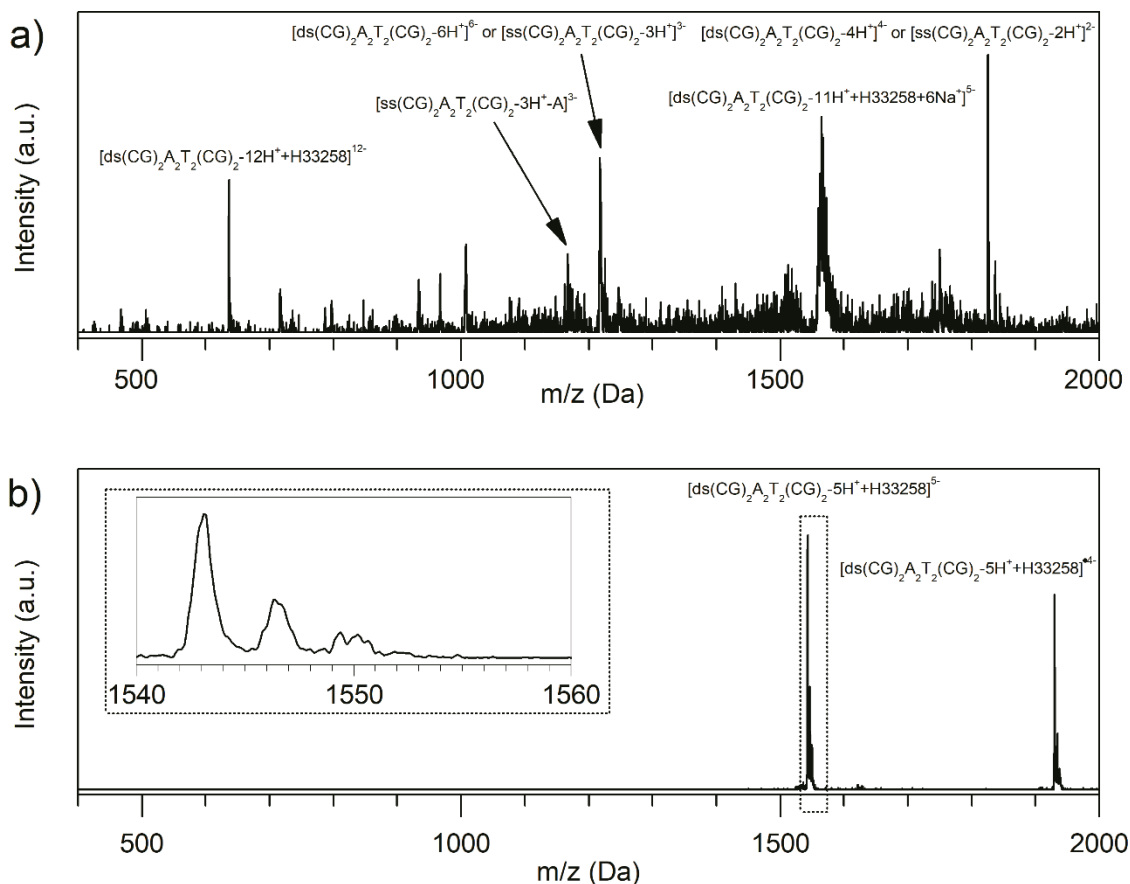 a)
[ds(CG)₂A₂T₂(CG)₂-6H⁺]⁶⁻ or [ss(CG)₂A₂T₂(CG)₂-3H⁺]³⁻
[ds(CG)₂A₂T₂(CG)₂-4H⁺]⁴⁻ or [ss(CG)₂A₂T₂(CG)₂-2H⁺]²⁻
[ss(CG)₂A₂T₂(CG)₂-3H⁺-A]³⁻
[ds(CG)₂A₂T₂(CG)₂-11H⁺+H33258+6Na⁺]⁵⁻
[ds(CG)₂A₂T₂(CG)₂-12H⁺+H33258]¹²⁻
Intensity (a.u.)
500 1000 1500 2000
m/z (Da)
b)
[ds(CG)₂A₂T₂(CG)₂-5H⁺+H33258]⁵⁻
[ds(CG)₂A₂T₂(CG)₂-5H⁺+H33258]•⁴⁻
1540 1550 1560
Intensity (a.u.)
500 1000 1500 2000
m/z (Da)